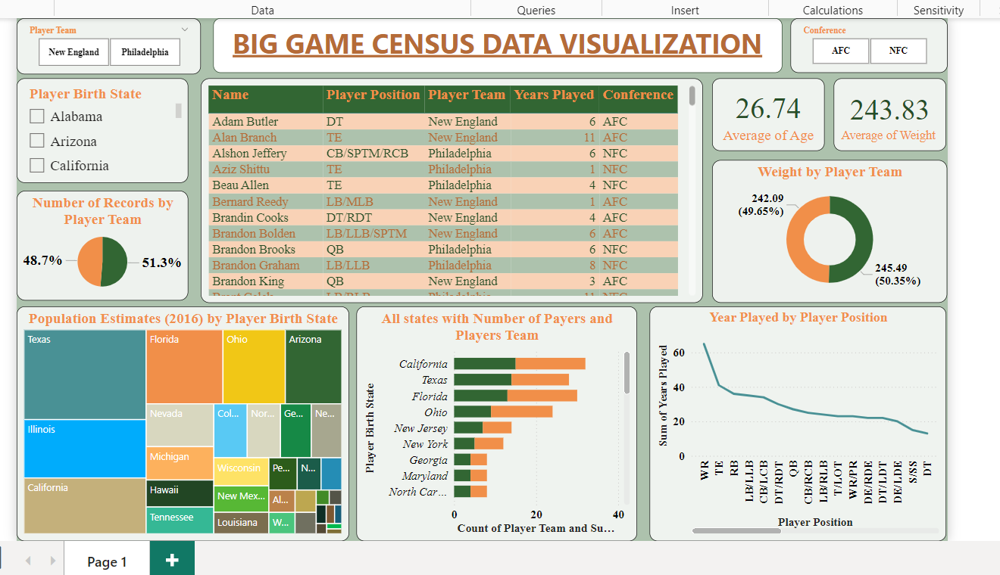 Data
Queries
Insert
Calculations
Sensitivity
Player Team
New England
Philadelphia
BIG GAME CENSUS DATA VISUALIZATION
Conference
AFC
NFC
Player Birth State
Alabama
Arizona
California
Number of Records by
Player Team
48.7%
51.3%
Name Player Position Player Team Years Played Conference
Adam Butler DT New England 6 AFC
Alan Branch TE New England 11 AFC
Alshon Jeffery CB/SPTM/RCB Philadelphia 6 NFC
Aziz Shittu TE Philadelphia 1 NFC
Beau Allen TE Philadelphia 4 NFC
Bernard Reedy LB/MLB New England 1 AFC
Brandin Cooks DT/RDT New England 4 AFC
Brandon Bolden LB/LLB/SPTM New England 6 AFC
Brandon Brooks QB Philadelphia 6 NFC
Brandon Graham LB/LLB Philadelphia 8 NFC
Brandon King QB New England 3 AFC
26.74
Average of Age
243.83
Average of Weight
Weight by Player Team
242.09
(49.65%)
245.49
(50.35%)
Population Estimates (2016) by Player Birth State
Texas
Illinois
California
Florida
Ohio
Arizona
Nevada
Michigan
Hawaii
Tennessee
Col...
Nor...
Ge...
Ne...
Wisconsin
New Mex...
Louisiana
Pe...
N...
Al...
W...
All states with Number of Payers and
Players Team
Player Birth State
California
Texas
Florida
Ohio
New Jersey
New York
Georgia
Maryland
North Car...
0 20 40
Count of Player Team and Su...
Year Played by Player Position
Sum of Years Played
60
40
20
0
WR
TE
RB
LB/LLB
CB/LCB
DT/RDT
QB
CB/RCB
LB/RLB
T/LOT
WR/PR
DE/RDE
DT/LDT
DE/LDE
S/SS
DT
Player Position
Page 1